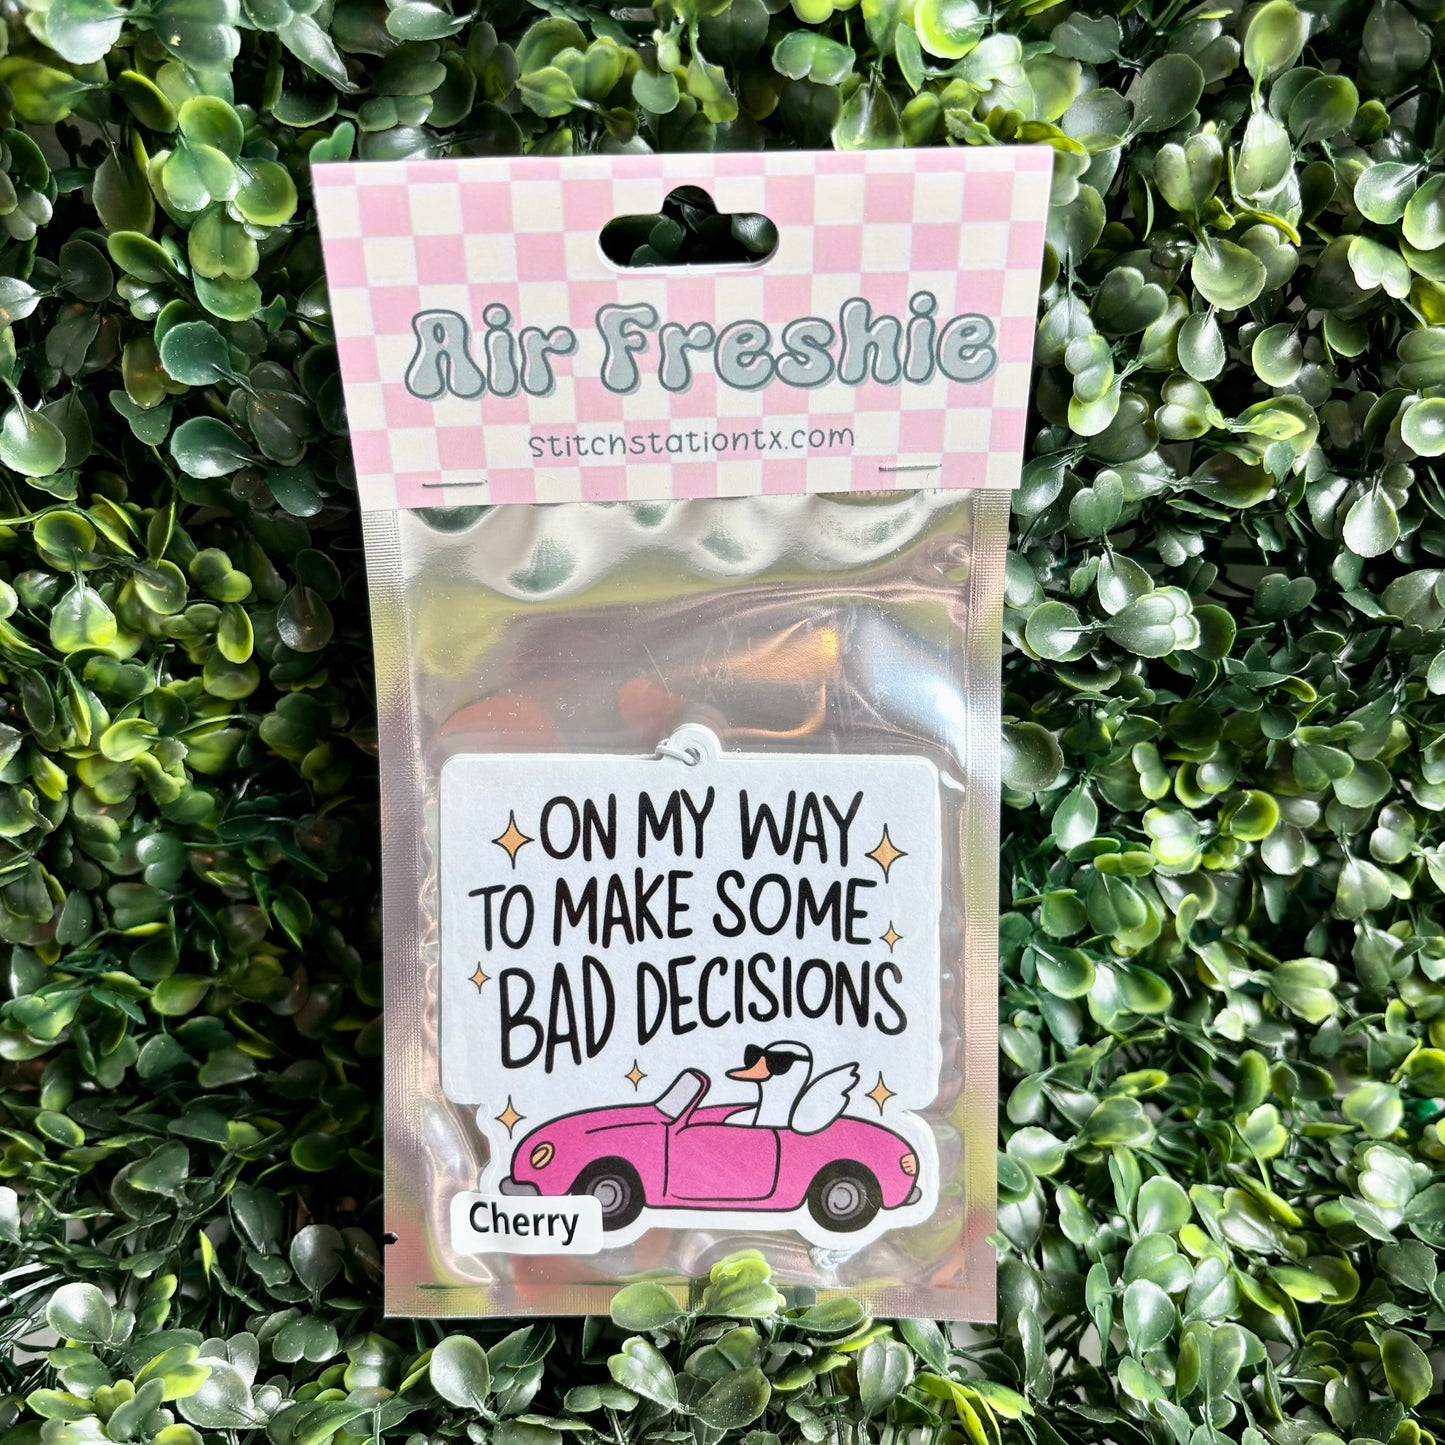 Air Freshie
stitchstationtx.com
ON MY WAY
TO MAKE SOME
BAD DECISIONS
Cherry